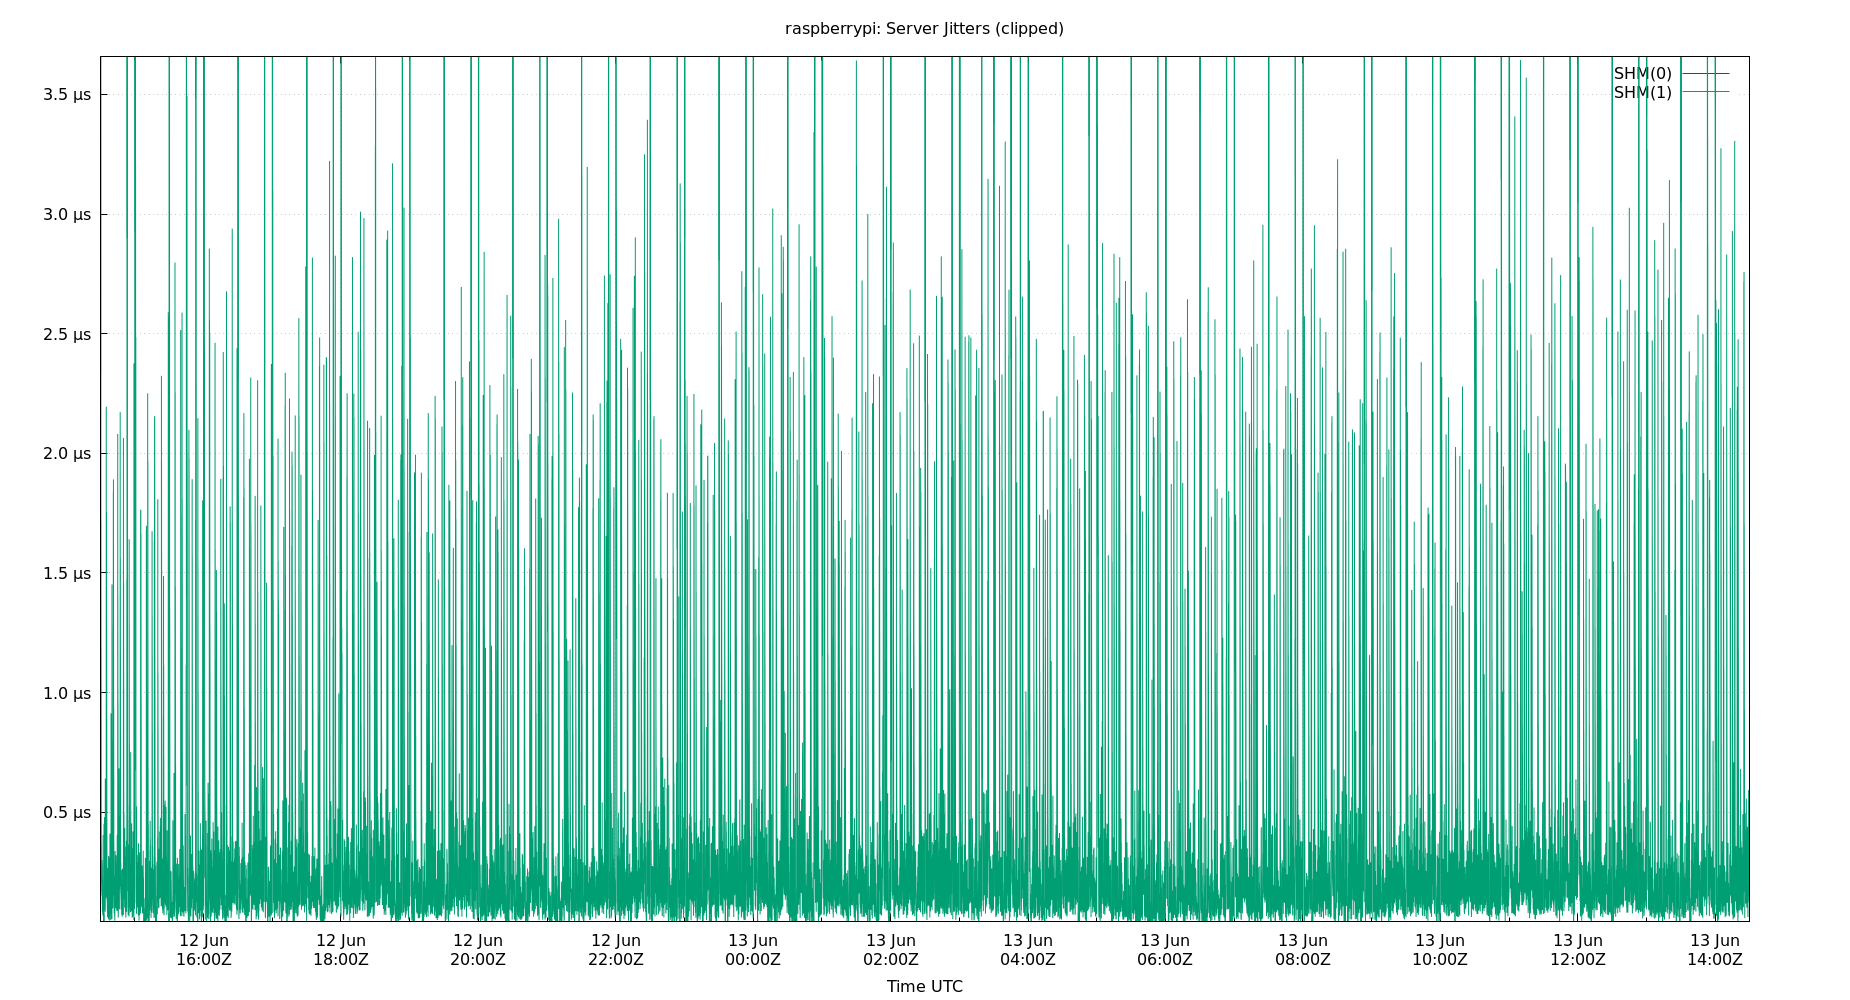 raspberrypi: Server Jitters (clipped)
SHM(0)
SHM(1)
3.5 µs
3.0 µs
2.5 µs
2.0 µs
1.5 µs
1.0 µs
0.5 µs
12 Jun 12 Jun 12 Jun 12 Jun 13 Jun 13 Jun 13 Jun 13 Jun 13 Jun 13 Jun 13 Jun 13 Jun
16:00Z 18:00Z 20:00Z 22:00Z 00:00Z 02:00Z 04:00Z 06:00Z 08:00Z 10:00Z 12:00Z 14:00Z
Time UTC